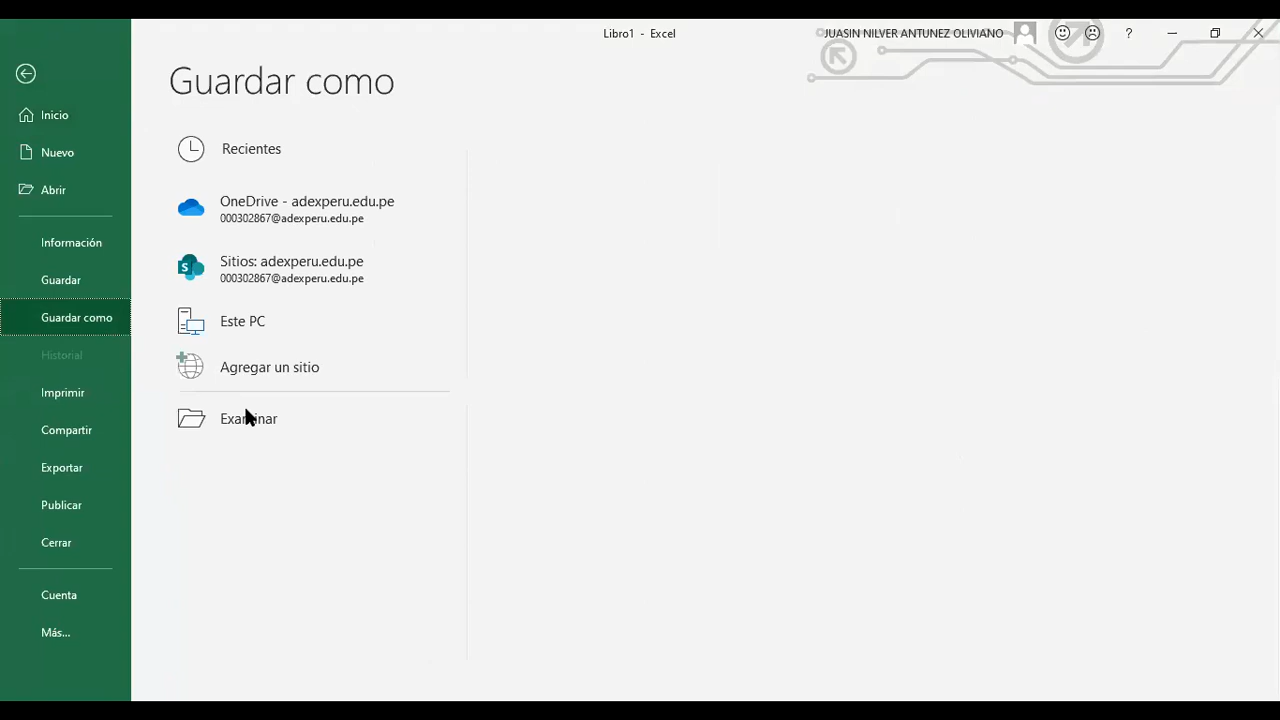 Libro1 - Excel
JUASIN NILVER ANTUNEZ OLIVIANO
?
Guardar como
Inicio
Nuevo
Abrir
Información
Guardar
Guardar como
Historial
Imprimir
Compartir
Exportar
Publicar
Cerrar
Cuenta
Más...
Recientes
OneDrive - adexperu.edu.pe
000302867@adexperu.edu.pe
S
Sitios: adexperu.edu.pe
000302867@adexperu.edu.pe
Este PC
Agregar un sitio
Examinar